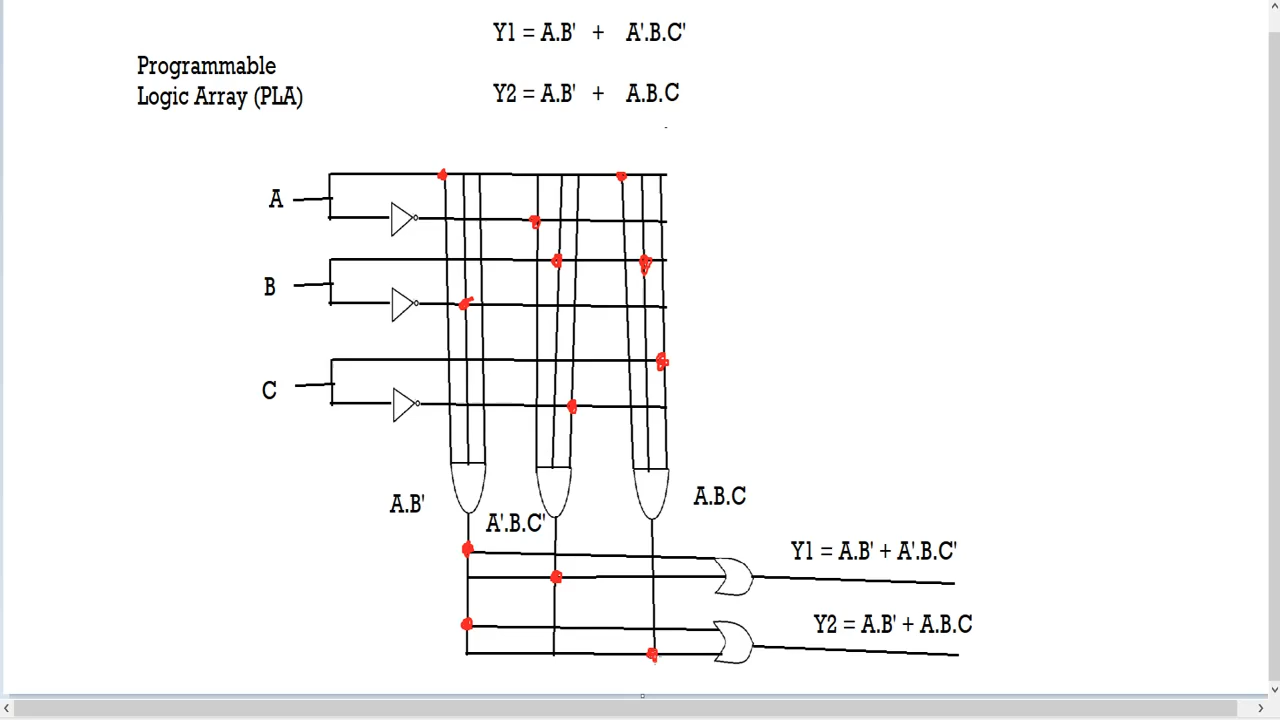 Y1 = A.B' + A'.B.C'
Programmable
Logic Array (PLA)
Y2 = A.B' + A.B.C
A
B
C
A.B'
A'.B.C'
A.B.C
Y1 = A.B' + A'.B.C'
Y2 = A.B' + A.B.C